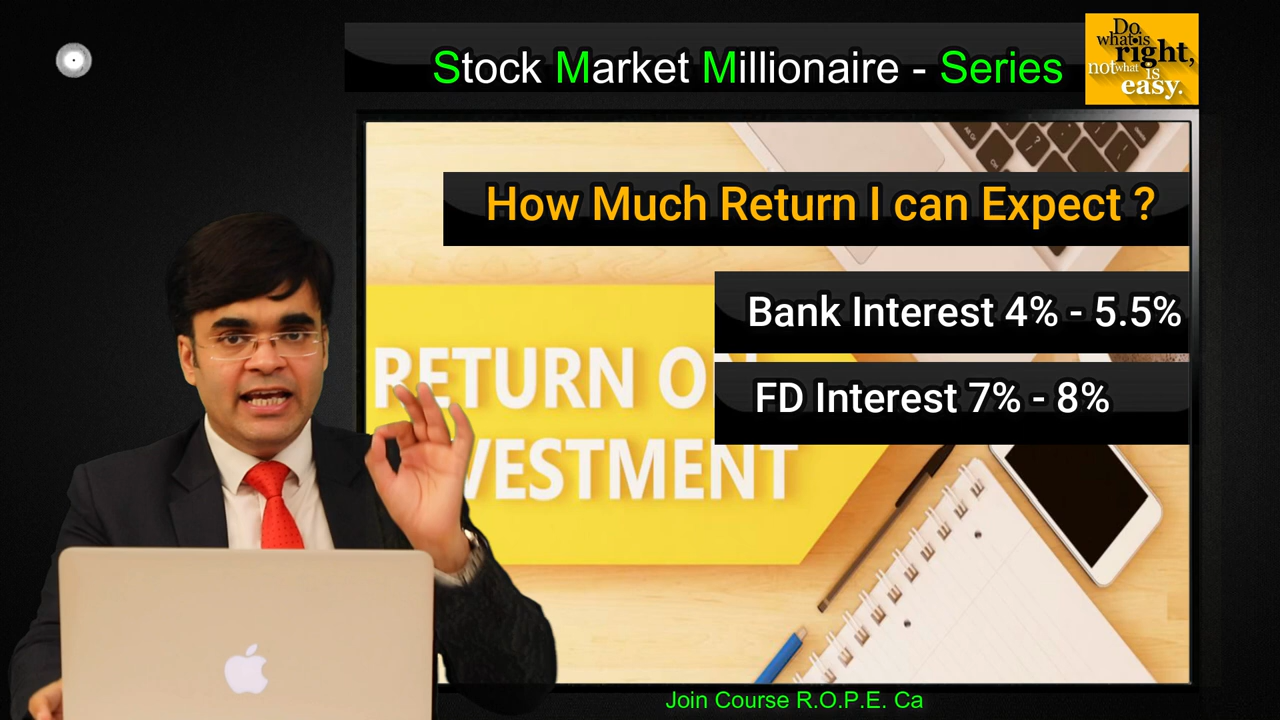 Stock Market Millionaire - Series
Do
what is
right,
not what is
easy.
How Much Return I can Expect ?
Bank Interest 4% - 5.5%
FD Interest 7% - 8%
RETURN O
VESTMENT
Join Course R.O.P.E. Ca